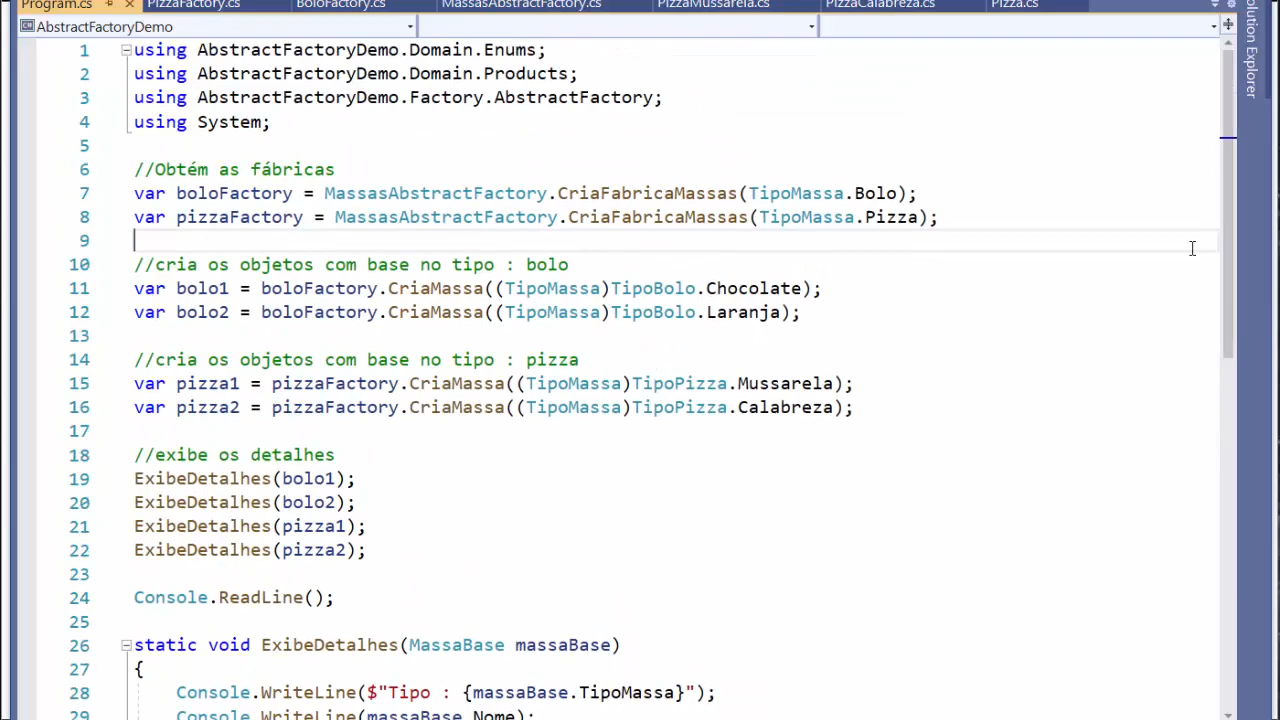 Program.cs PizzaFactory.cs BoloFactory.cs MassasAbstractFactory.cs PizzaMussarela.cs PizzaCalabreza.cs Pizza.cs
AbstractFactoryDemo
1 using AbstractFactoryDemo.Domain.Enums;
2 using AbstractFactoryDemo.Domain.Products;
3 using AbstractFactoryDemo.Factory.AbstractFactory;
4 using System;
5
6 //Obtém as fábricas
7 var boloFactory = MassasAbstractFactory.CriaFabricaMassas(TipoMassa.Bolo);
8 var pizzaFactory = MassasAbstractFactory.CriaFabricaMassas(TipoMassa.Pizza);
9
10 //cria os objetos com base no tipo : bolo
11 var bolo1 = boloFactory.CriaMassa((TipoMassa)TipoBolo.Chocolate);
12 var bolo2 = boloFactory.CriaMassa((TipoMassa)TipoBolo.Laranja);
13
14 //cria os objetos com base no tipo : pizza
15 var pizza1 = pizzaFactory.CriaMassa((TipoMassa)TipoPizza.Mussarela);
16 var pizza2 = pizzaFactory.CriaMassa((TipoMassa)TipoPizza.Calabreza);
17
18 //exibe os detalhes
19 ExibeDetalhes(bolo1);
20 ExibeDetalhes(bolo2);
21 ExibeDetalhes(pizza1);
22 ExibeDetalhes(pizza2);
23
24 Console.ReadLine();
25
26 static void ExibeDetalhes(MassaBase massaBase)
27 {
28 Console.WriteLine($"Tipo : {massaBase.TipoMassa}");
29 Console.WriteLine(massaBase.Nome);
olution Explorer